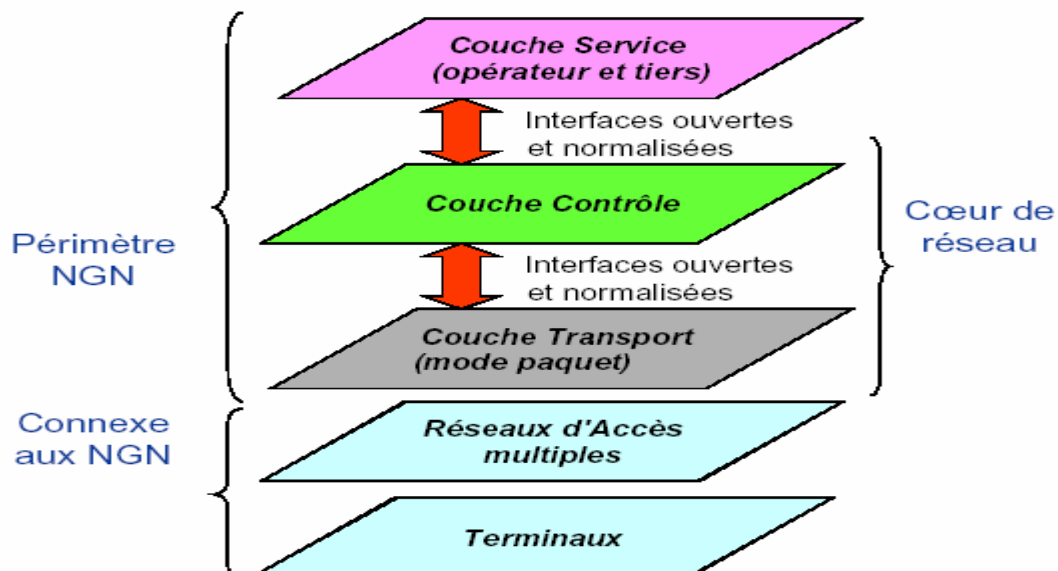 Couche Service
(opérateur et tiers)
Interfaces ouvertes
et normalisées
Couche Contrôle
Cœur de
réseau
Périmètre
NGN
Interfaces ouvertes
et normalisées
Couche Transport
(mode paquet)
Connexe
aux NGN
Réseaux d'Accès
multiples
Terminaux